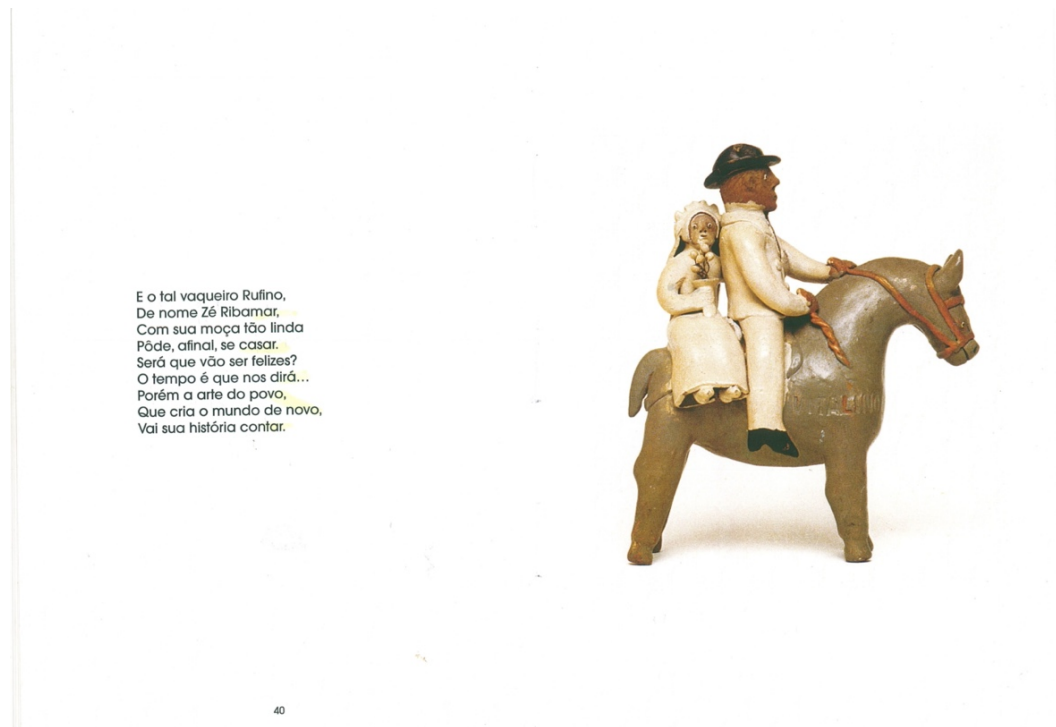 E o tal vaqueiro Rufino,
De nome Zé Ribamar,
Com sua moça tão linda
Pôde, afinal, se casar.
Será que vão ser felizes?
O tempo é que nos dirá...
Porém a arte do povo,
Que cria o mundo de novo,
Vai sua história contar.
VITALINO
40